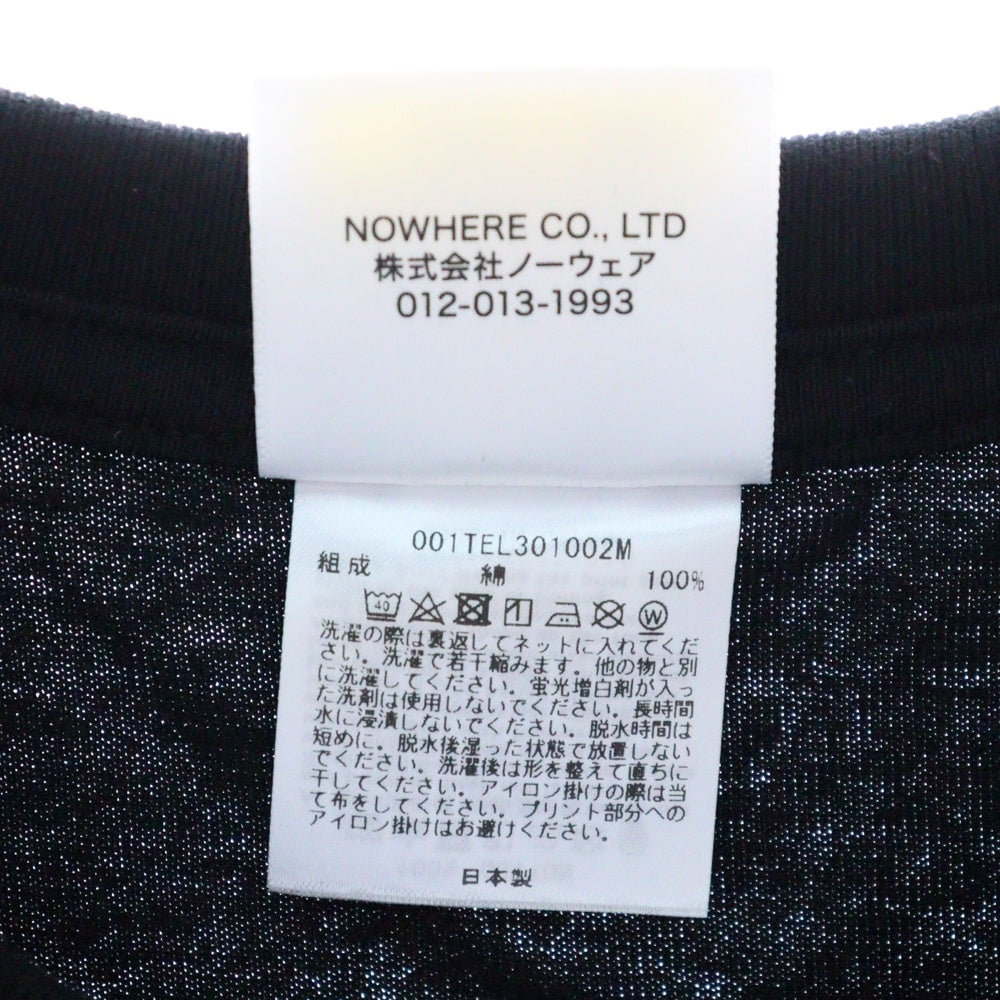 NOWHERE CO., LTD
株式会社ノーウェア
012-013-1993
001TEL301002M
組成 綿 100%
40 W
洗濯の際は裏返してネットに入れてくだ
さい。洗濯で若干縮みます。他の物と別
に洗濯してください。蛍光増白剤が入っ
た洗剤は使用しないでください。長時間
水に浸漬しないでください。脱水時間は
短めに。脱水後湿った状態で放置しない
でください。洗濯後は形を整えて直ちに
干してください。アイロン掛けの際は当
て布をしてください。プリント部分への
アイロン掛けはお避けください。
日本製